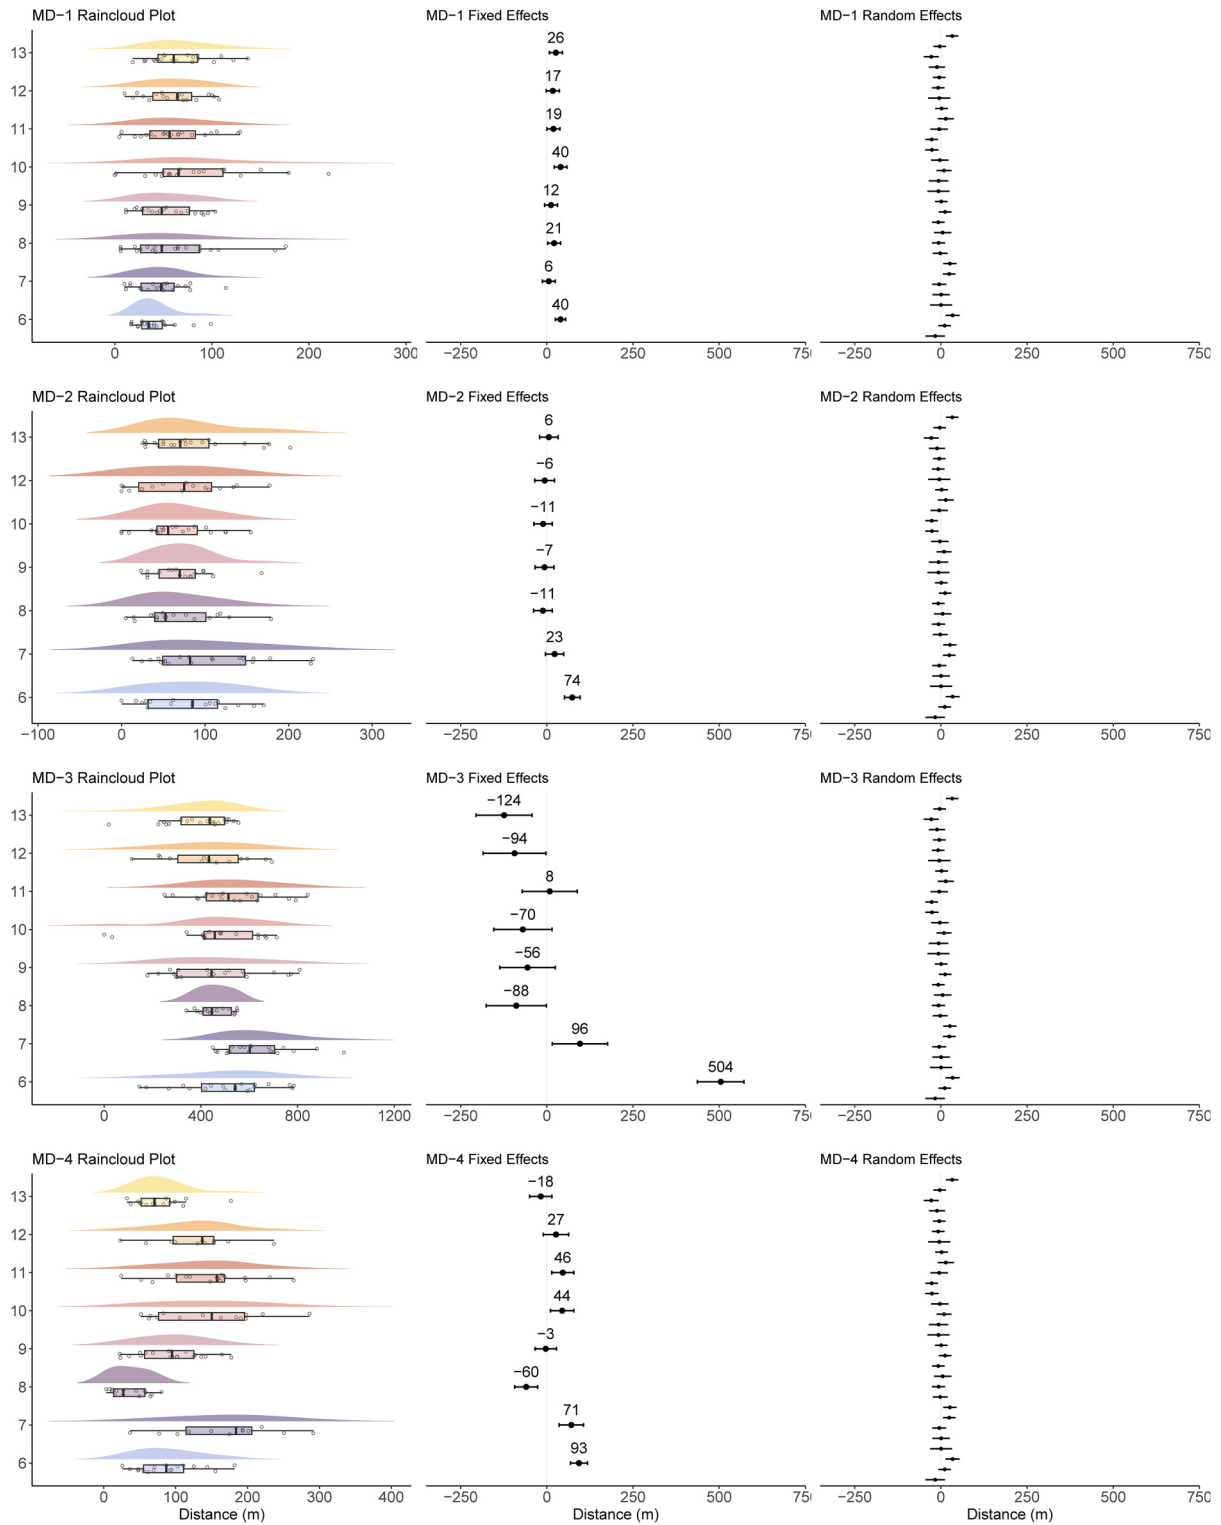 MD−1 Raincloud Plot
MD−1 Fixed Effects
MD−1 Random Effects
13
12
11
10
9
8
7
6
26
17
19
40
12
21
6
40
0 100 200 300
−250 0 250 500 750
−250 0 250 500 750
MD−2 Raincloud Plot
MD−2 Fixed Effects
MD−2 Random Effects
13
12
10
9
8
7
6
6
−6
−11
−7
−11
23
74
−100 0 100 200 300
−250 0 250 500 750
−250 0 250 500 750
MD−3 Raincloud Plot
MD−3 Fixed Effects
MD−3 Random Effects
13
12
11
10
9
8
7
6
−124
−94
8
−70
−56
−88
96
504
0 400 800 1200
−250 0 250 500 750
−250 0 250 500 750
MD−4 Raincloud Plot
MD−4 Fixed Effects
MD−4 Random Effects
13
12
11
10
9
8
7
6
−18
27
46
44
−3
−60
71
93
0 100 200 300 400
−250 0 250 500 750
−250 0 250 500 750
Distance (m)
Distance (m)
Distance (m)